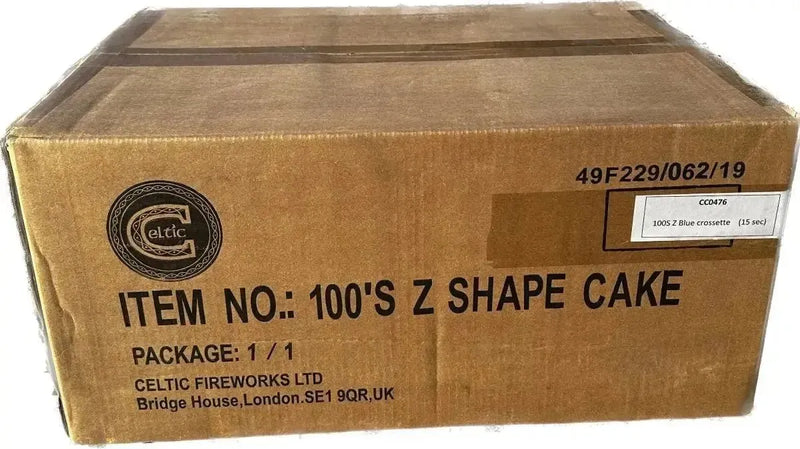 Celtic
49F229/062/19
CC0476
100S Z Blue crossette (15 sec)
ITEM NO.: 100'S Z SHAPE CAKE
PACKAGE: 1 / 1
CELTIC FIREWORKS LTD
Bridge House,London.SE1 9QR,UK